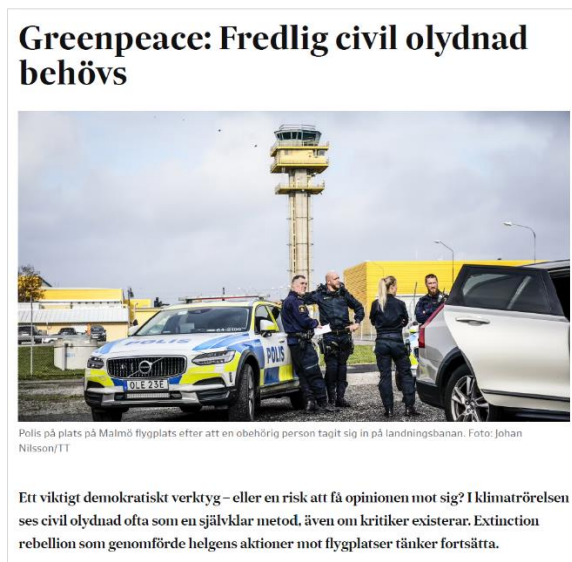 Greenpeace: Fredlig civil olydnad
behövs
POLIS
POLIS
OLE 23E
Polis på plats på Malmö flygplats efter att en obehörig person tagit sig in på landningsbanan. Foto: Johan
Nilsson/TT
Ett viktigt demokratiskt verktyg – eller en risk att få opinionen mot sig? I klimatrörelsen
ses civil olydnad ofta som en självklar metod, även om kritiker existerar. Extinction
rebellion som genomförde helgens aktioner mot flygplatser tänker fortsätta.